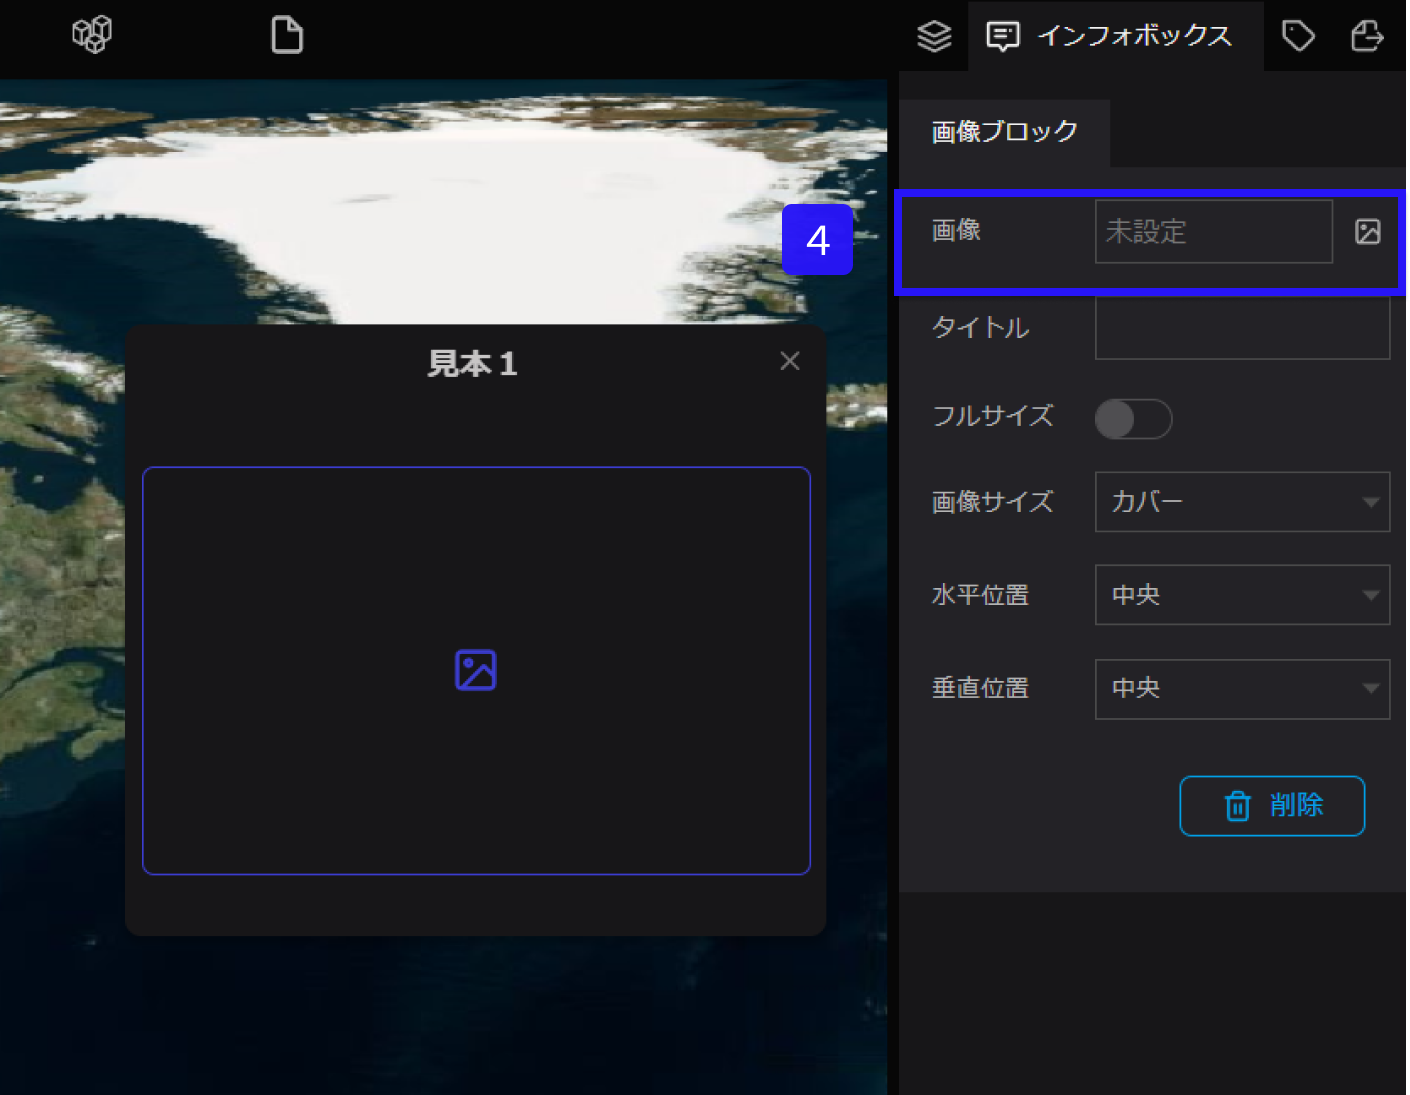 インフォボックス
画像ブロック
4
画像
未設定
タイトル
見本 1
フルサイズ
画像サイズ
カバー
水平位置
中央
垂直位置
中央
削除